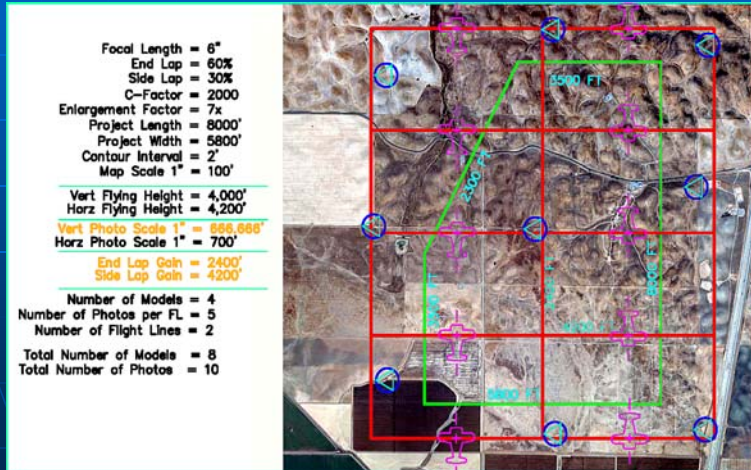 Focal Length = 6"
End Lap = 60%
Side Lap = 30%
C-Factor = 2000
Enlargement Factor = 7x
Project Length = 8000'
Project Width = 5800'
Contour Interval = 2'
Map Scale 1" = 100'
Vert Flying Height = 4,000'
Horz Flying Height = 4,200'
Vert Photo Scale 1" = 666.666'
Horz Photo Scale 1" = 700'
End Lap Gain = 2400'
Side Lap Gain = 4200'
Number of Models = 4
Number of Photos per FL = 5
Number of Flight Lines = 2
Total Number of Models = 8
Total Number of Photos = 10
3500 FT
2300 FT
8000 FT
5800 FT